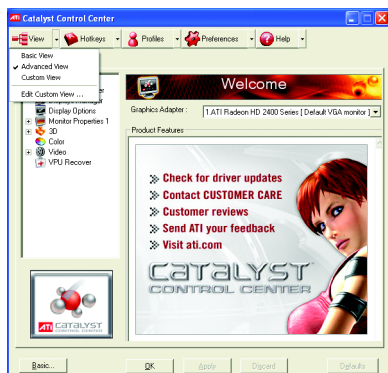 ATI Catalyst Control Center
View Hotkeys Profiles Preferences Help
Basic View
Advanced View
Custom View
Edit Custom View ...
Display Options
Monitor Properties 1
3D
Color
Video
VPU Recover
Welcome
Graphics Adapter :
1.ATI Radeon HD 2400 Series [ Default VGA monitor ]
Product Features
Check for driver updates
Contact CUSTOMER CARE
Customer reviews
Send ATI your feedback
Visit ati.com
CATALYST
CONTROL CENTER
ATI CATALYST
Basic...
OK
Apply
Discard
Defaults